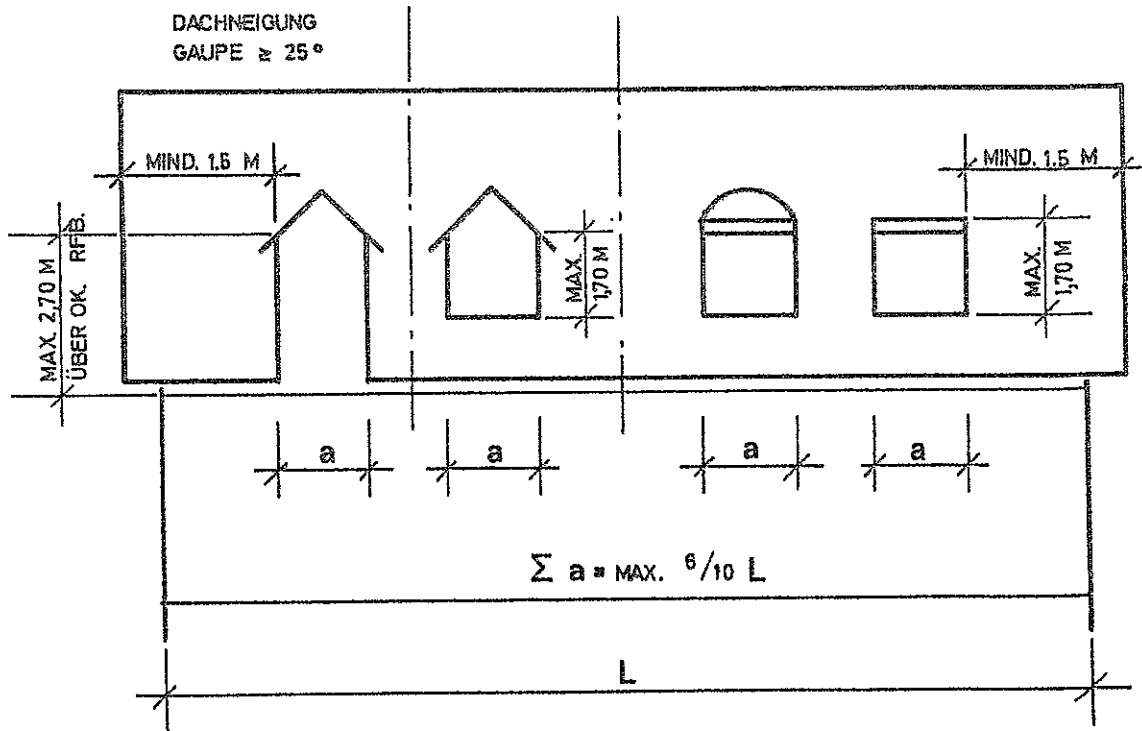 DACHNEIGUNG
GAUPE ≥ 25°
MIND. 1.5 M
MIND. 1.5 M
MAX. 2,70 M
ÜBER OK. RFB.
MAX.
1,70 M
MAX.
1,70 M
a
a
a
a
Σ a = MAX. 6/10 L
L